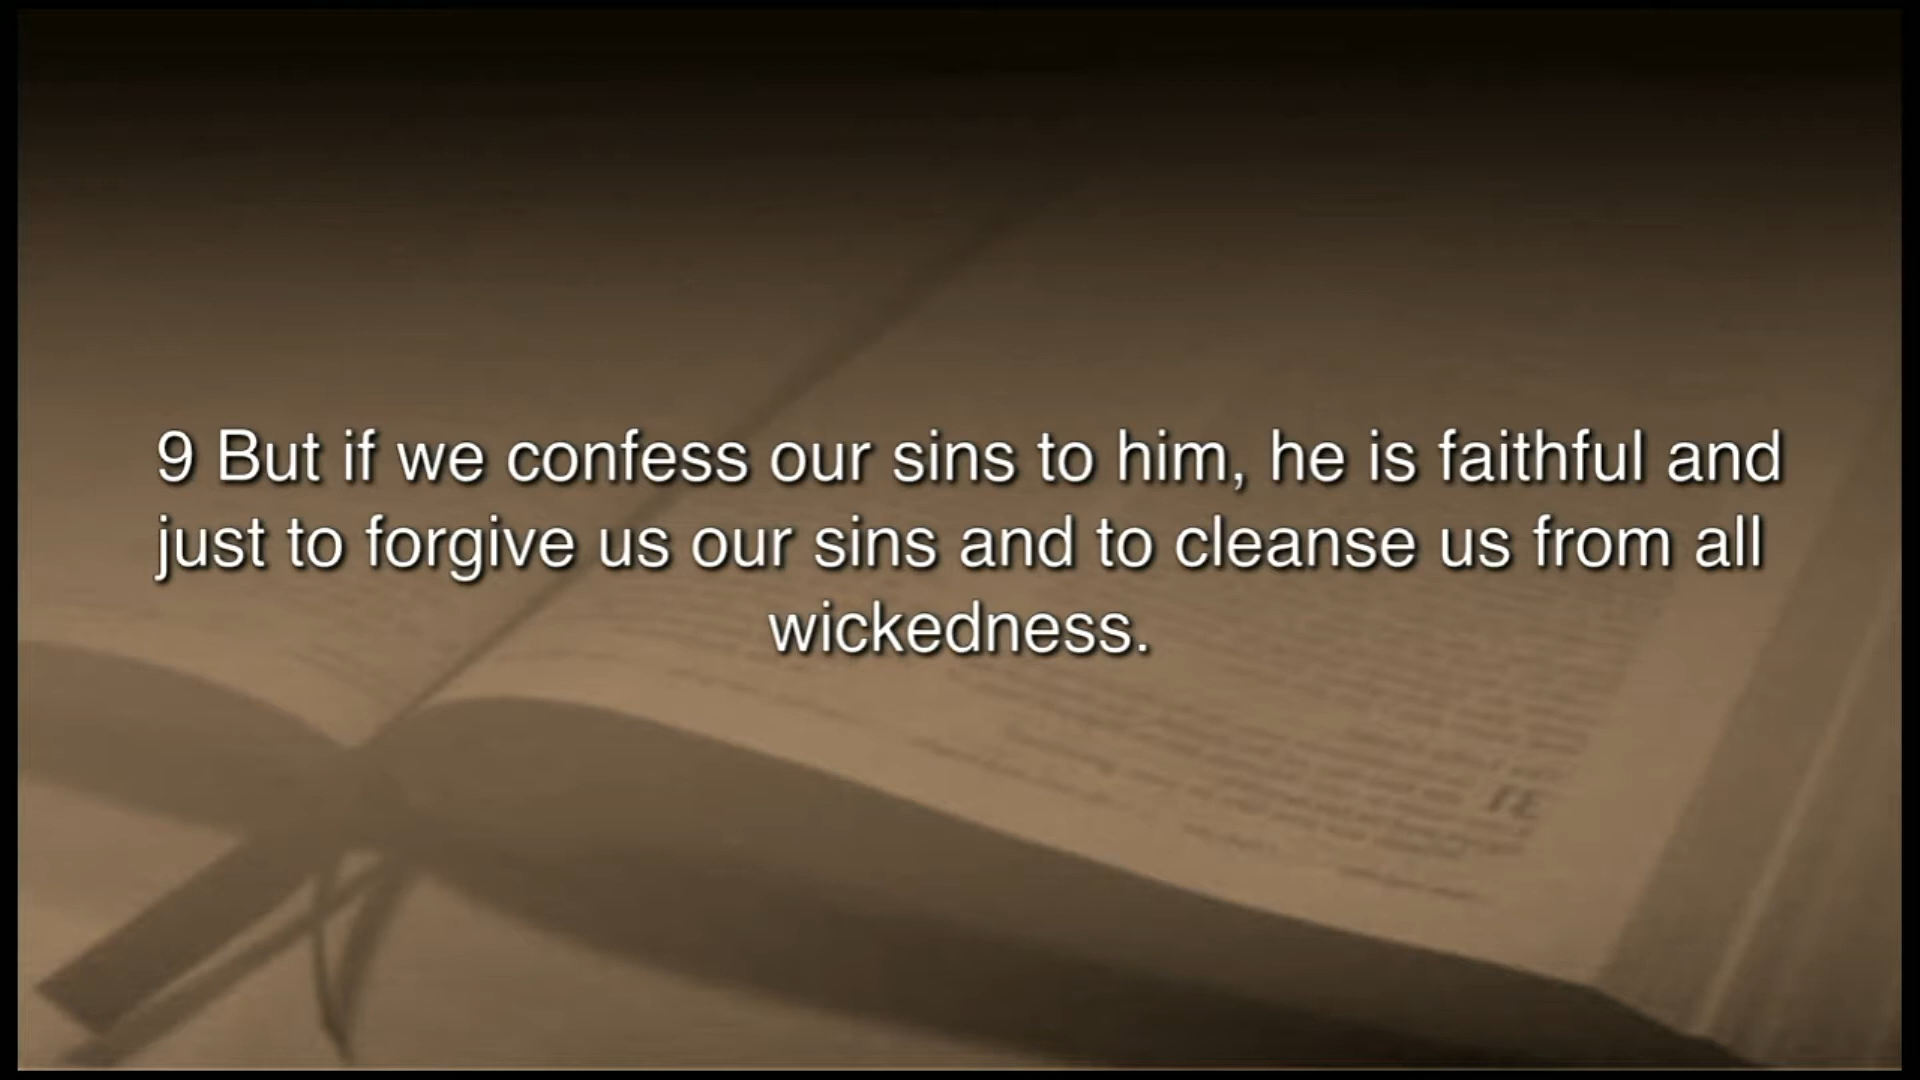 9 But if we confess our sins to him, he is faithful and
just to forgive us our sins and to cleanse us from all
wickedness.